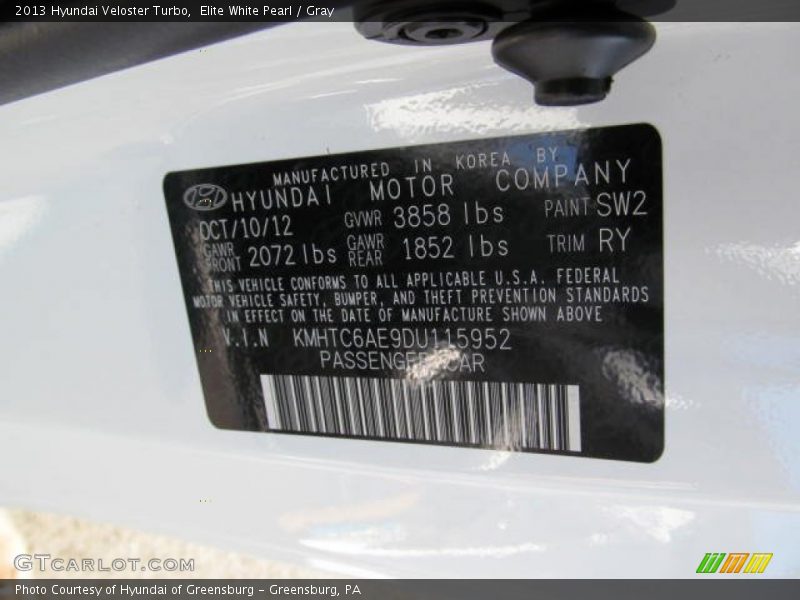 2013 Hyundai Veloster Turbo, Elite White Pearl / Gray
MANUFACTURED IN KOREA BY
HYUNDAI MOTOR COMPANY
OCT/10/12 GVWR 3858 lbs PAINT SW2
GAWR FRONT 2072 lbs GAWR REAR 1852 lbs TRIM RY
THIS VEHICLE CONFORMS TO ALL APPLICABLE U.S.A. FEDERAL
MOTOR VEHICLE SAFETY, BUMPER, AND THEFT PREVENTION STANDARDS
IN EFFECT ON THE DATE OF MANUFACTURE SHOWN ABOVE
V.I.N KMHTC6AE9DU115952
PASSENGER CAR
GTCARLOT.COM
Photo Courtesy of Hyundai of Greensburg - Greensburg, PA